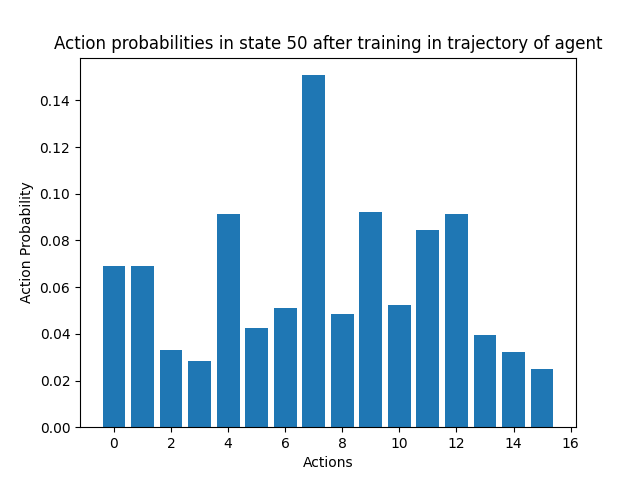 Action probabilities in state 50 after training in trajectory of agent
0.14
0.12
0.10
0.08
0.06
0.04
0.02
0.00
Action Probability
0 2 4 6 8 10 12 14 16
Actions